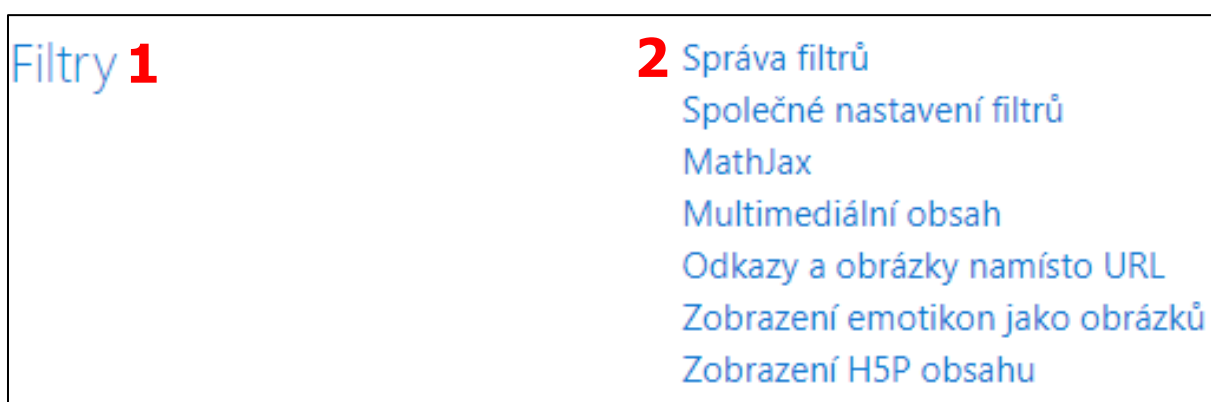 Filtry 1
2 Správa filtrů
Společné nastavení filtrů
MathJax
Multimediální obsah
Odkazy a obrázky namísto URL
Zobrazení emotikon jako obrázků
Zobrazení H5P obsahu